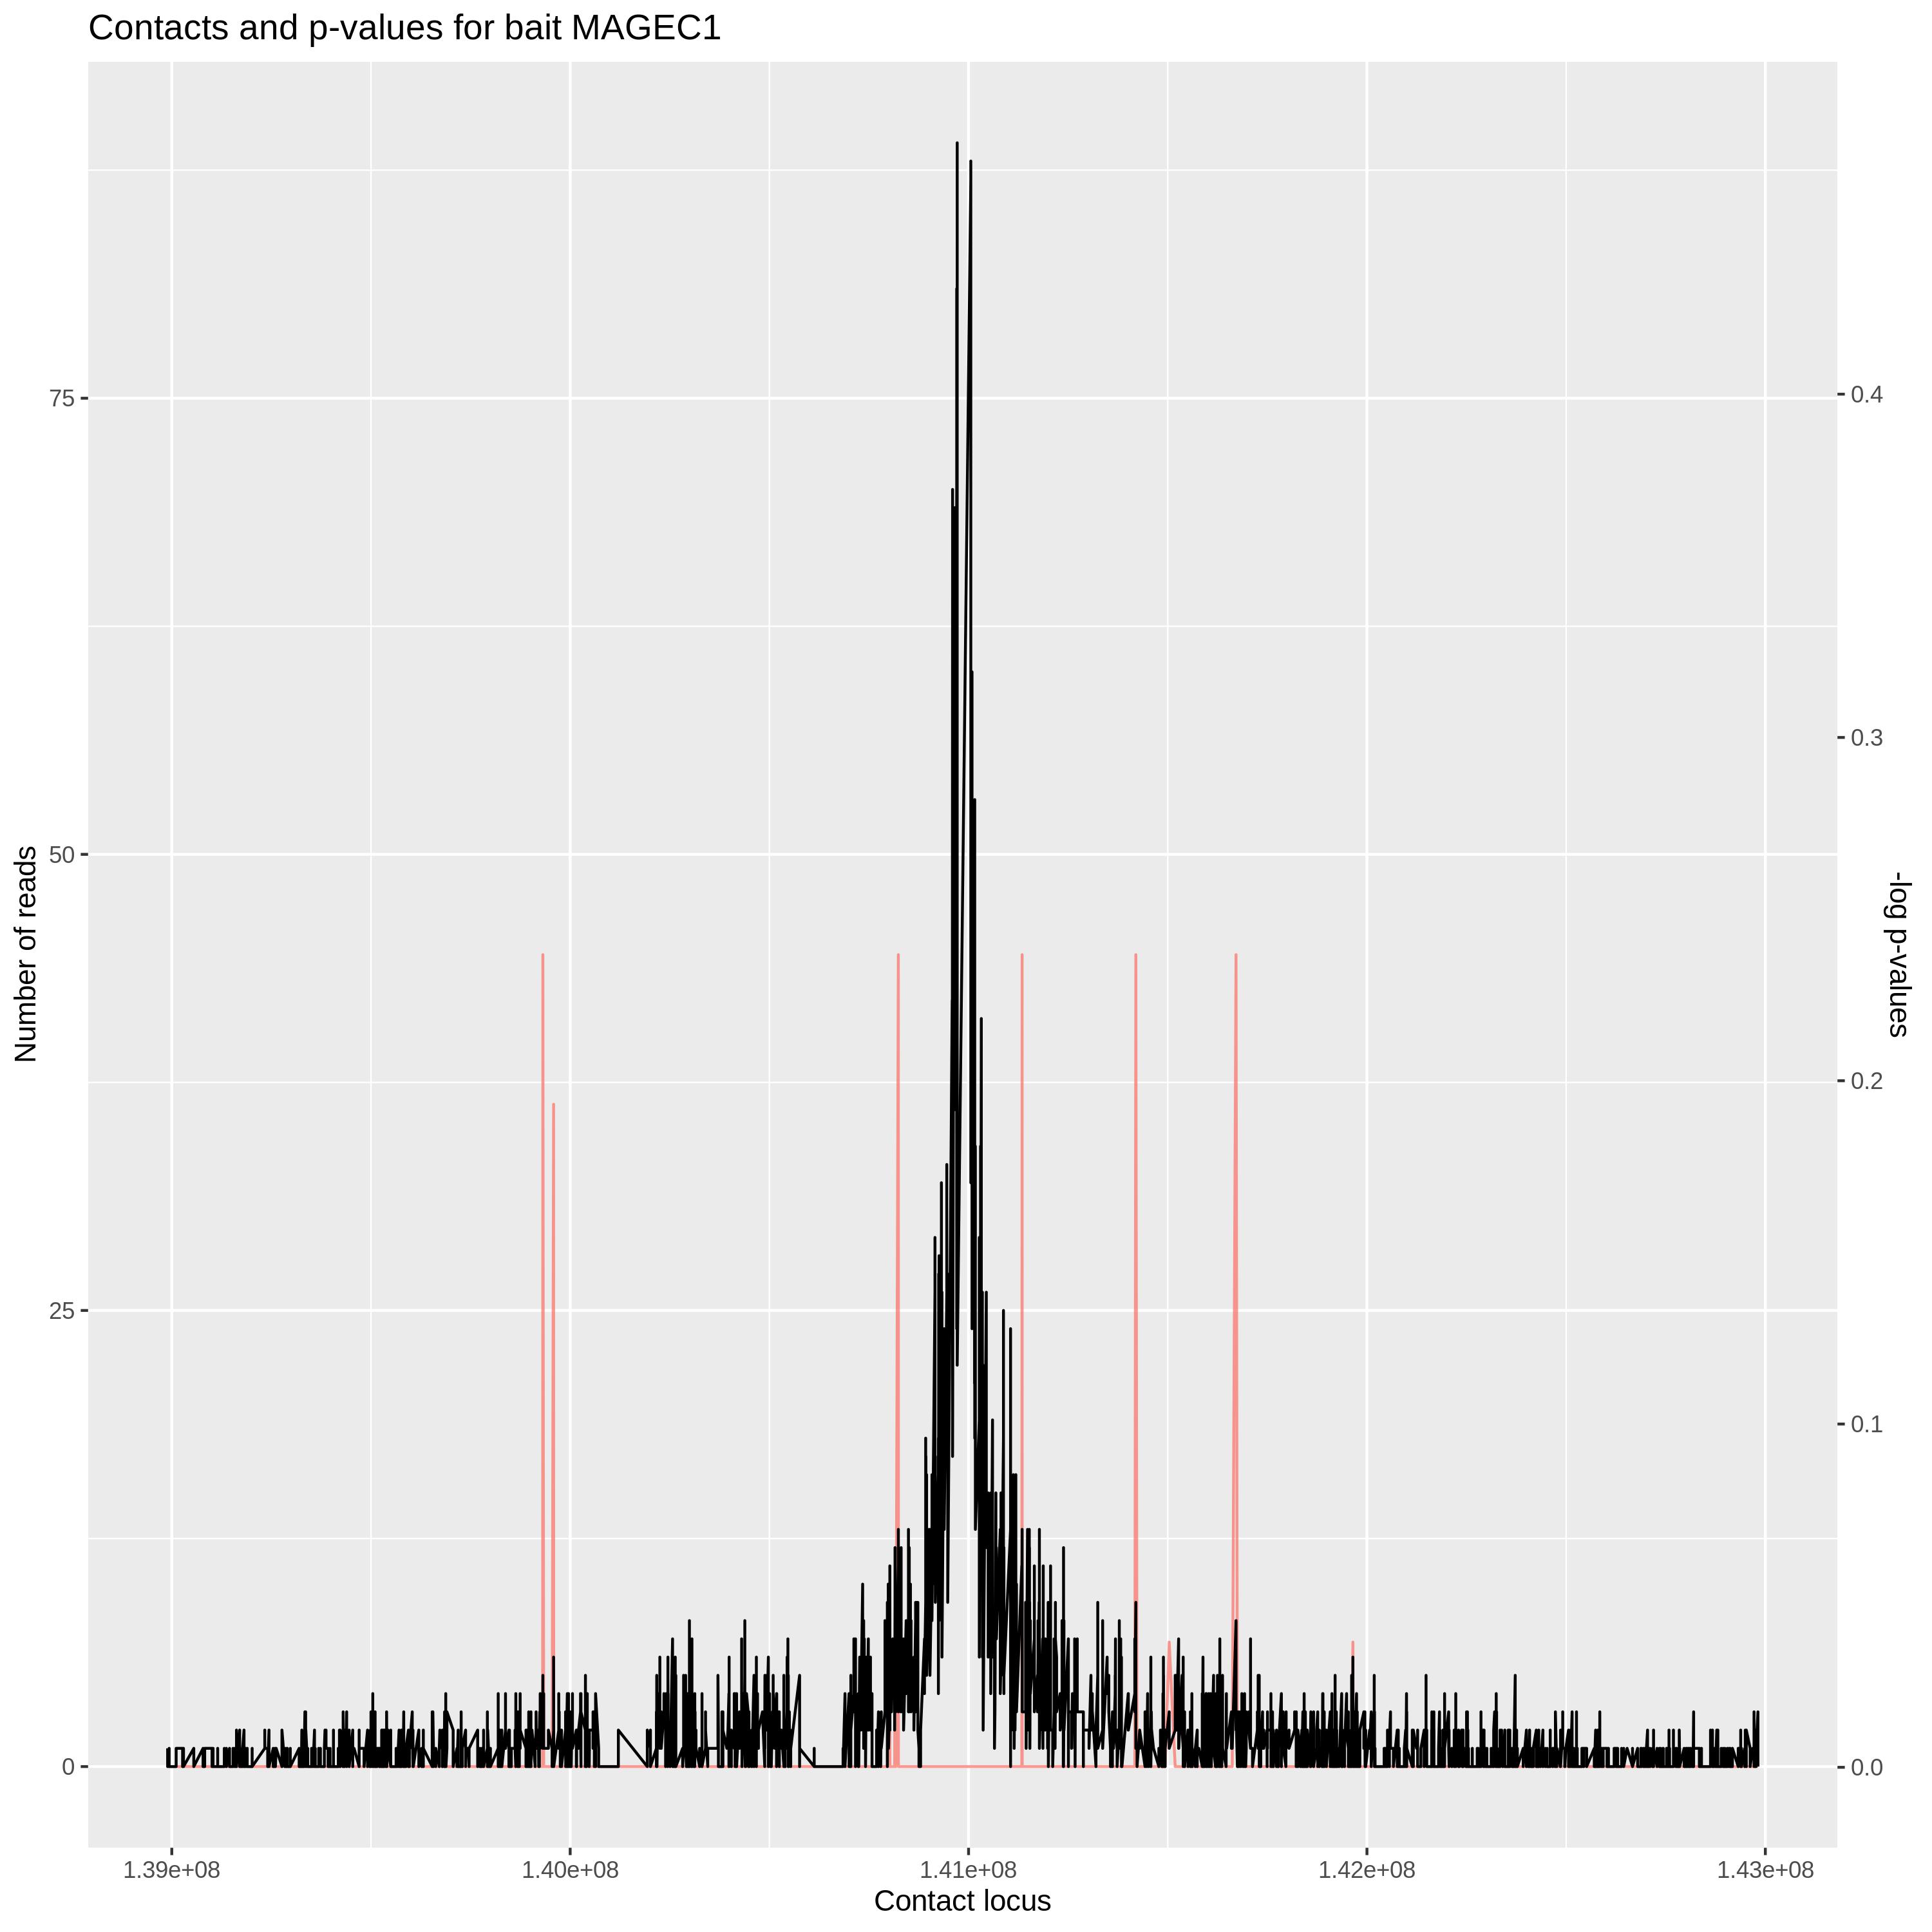 Contacts and p-values for bait MAGEC1
75
50
25
0
Number of reads
0.4
0.3
0.2
0.1
0.0
-log p-values
1.39e+08
1.40e+08
1.41e+08
1.42e+08
1.43e+08
Contact locus